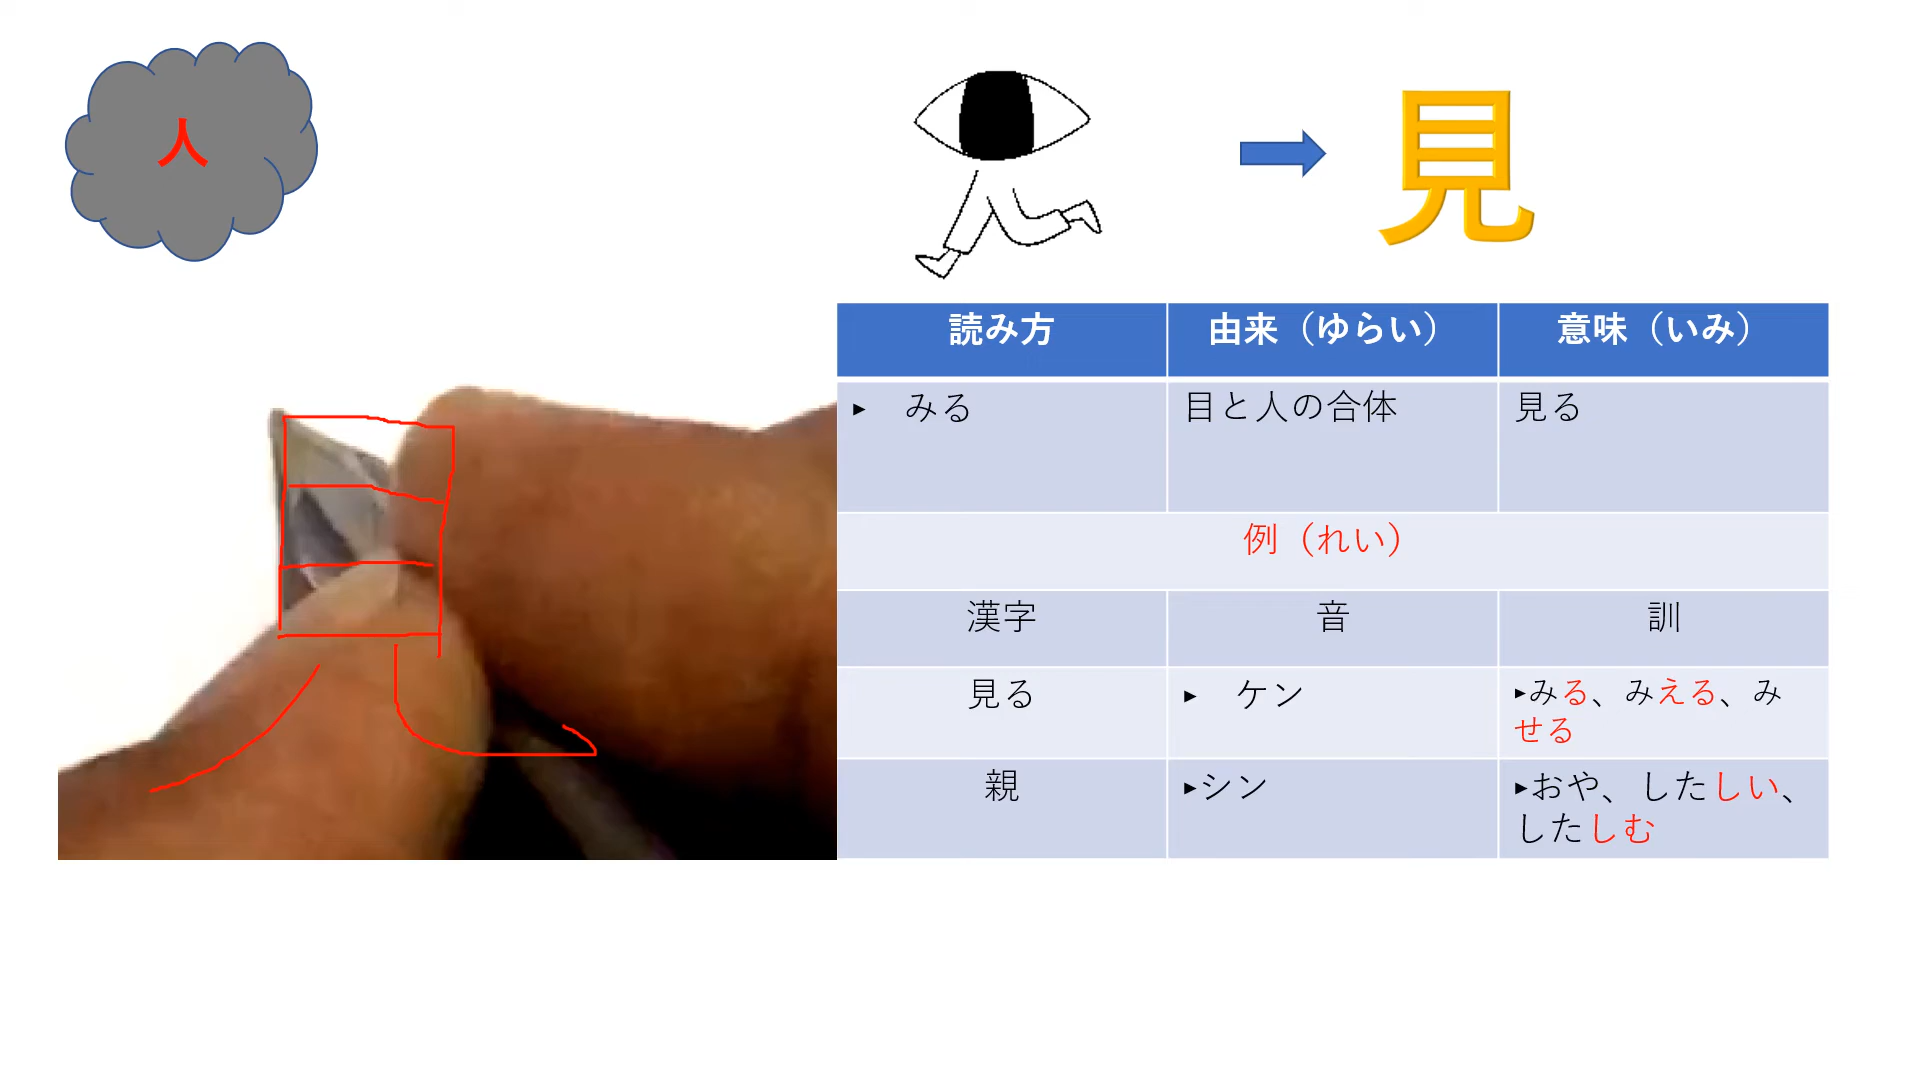 人
見
読み方 由来（ゆらい） 意味（いみ）
▸ みる 目と人の合体 見る
例（れい）
漢字 音 訓
見る ▸ ケン ▸みる、みえる、み
せる
親 ▸シン ▸おや、したしい、
したしむ